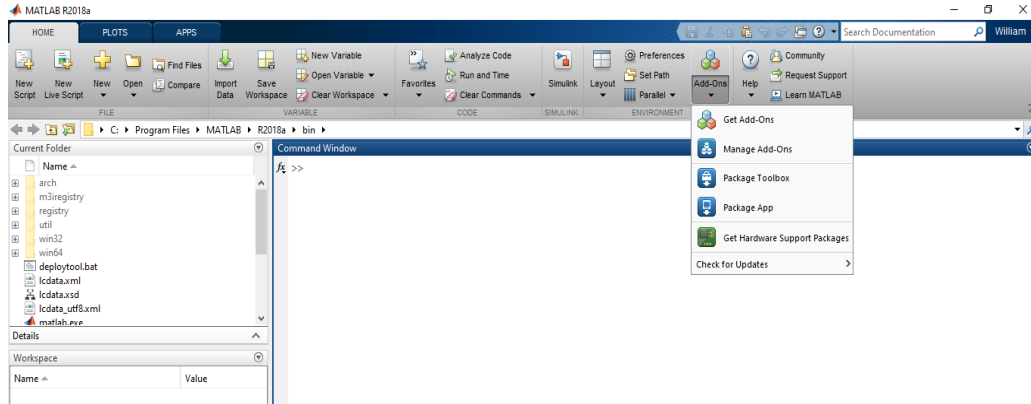 MATLAB R2018a
HOME PLOTS APPS
Search Documentation
William
New Script
New Live Script
New
Open
Find Files
Compare
FILE
Import Data
Save Workspace
New Variable
Open Variable
Clear Workspace
VARIABLE
Favorites
Analyze Code
Run and Time
Clear Commands
CODE
Simulink
SIMULINK
Layout
Preferences
Set Path
Parallel
ENVIRONMENT
Add-Ons
Help
Community
Request Support
Learn MATLAB
Get Add-Ons
Manage Add-Ons
Package Toolbox
Package App
Get Hardware Support Packages
Check for Updates
C: Program Files MATLAB R2018a bin
Current Folder
Name
arch
m3iregistry
registry
util
win32
win64
deploytool.bat
lcdata.xml
lcdata.xsd
lcdata_utf8.xml
matlab.exe
Details
Workspace
Name Value
Command Window
fx >>